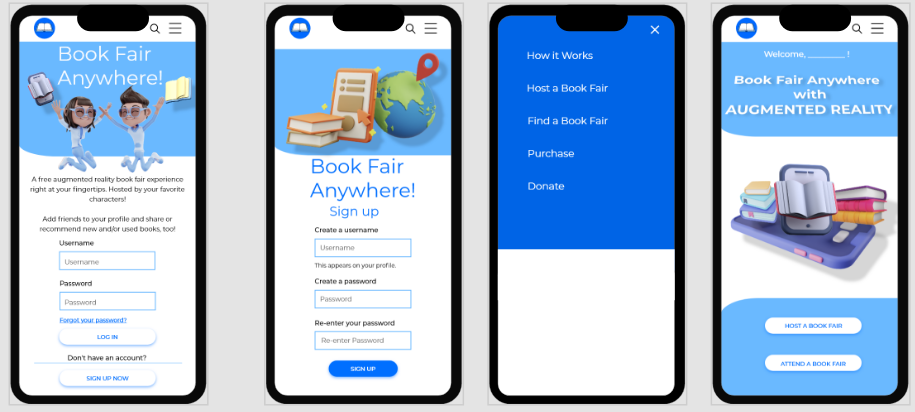 Book Fair
Anywhere!
A free augmented reality book fair experience
right at your fingertips. Hosted by your favorite
characters!
Add friends to your profile and share or
recommend new and/or used books, too!
Username
Username
Password
Password
Forgot your password?
LOG IN
Don't have an account?
SIGN UP NOW
Book Fair
Anywhere!
Sign up
Create a username
Username
This appears on your profile.
Create a password
Password
Re-enter your password
Re-enter Password
SIGN UP
How it Works
Host a Book Fair
Find a Book Fair
Purchase
Donate
Welcome, ________ !
Book Fair Anywhere
with
AUGMENTED REALITY
HOST A BOOK FAIR
ATTEND A BOOK FAIR